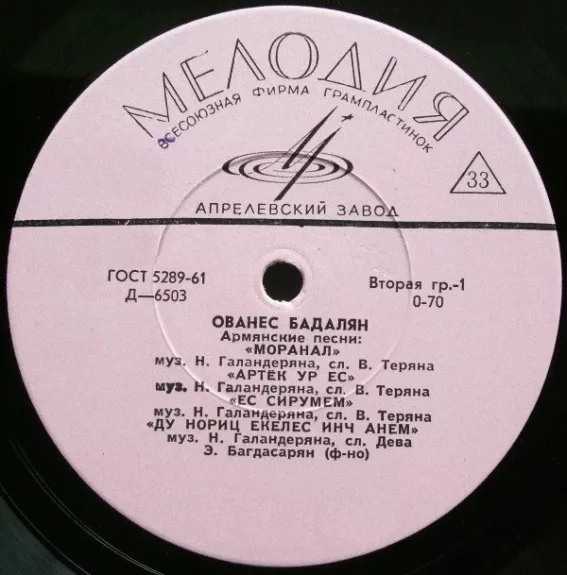 МЕЛОДИЯ
ВСЕСОЮЗНАЯ ФИРМА ГРАМПЛАСТИНОК
33
АПРЕЛЕВСКИЙ ЗАВОД
ГОСТ 5289-61
Д—6503
Вторая гр.-1
0-70
ОВАНЕС БАДАЛЯН
Армянские песни:
«МОРАНАЛ»
муз. Н. Галандеряна, сл. В. Теряна
«АРТЁК УР ЕС»
муз. Н. Галандеряна, сл. В. Теряна
«ЕС СИРУМЕМ»
муз. Н. Галандеряна, сл. В. Теряна
«ДУ НОРИЦ ЕКЕЛЕС ИНЧ АНЕМ»
муз. Н. Галандеряна, сл. Дева
Э. Багдасарян (ф-но)